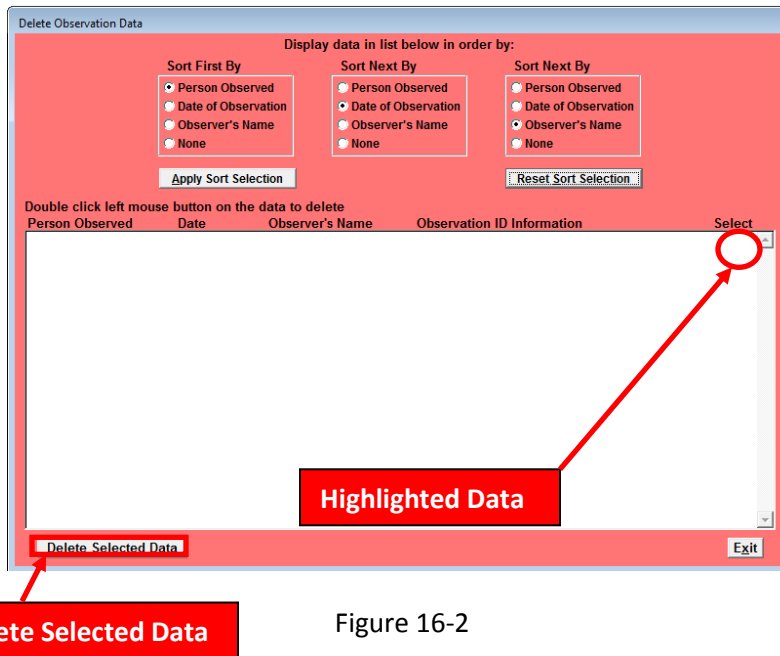 Delete Observation Data
Display data in list below in order by:
Sort First By Sort Next By Sort Next By
Person Observed Person Observed Person Observed
Date of Observation Date of Observation Date of Observation
Observer's Name Observer's Name Observer's Name
None None None
Apply Sort Selection Reset Sort Selection
Double click left mouse button on the data to delete
Person Observed Date Observer's Name Observation ID Information Select
Highlighted Data
Delete Selected Data Exit
ete Selected Data
Figure 16-2